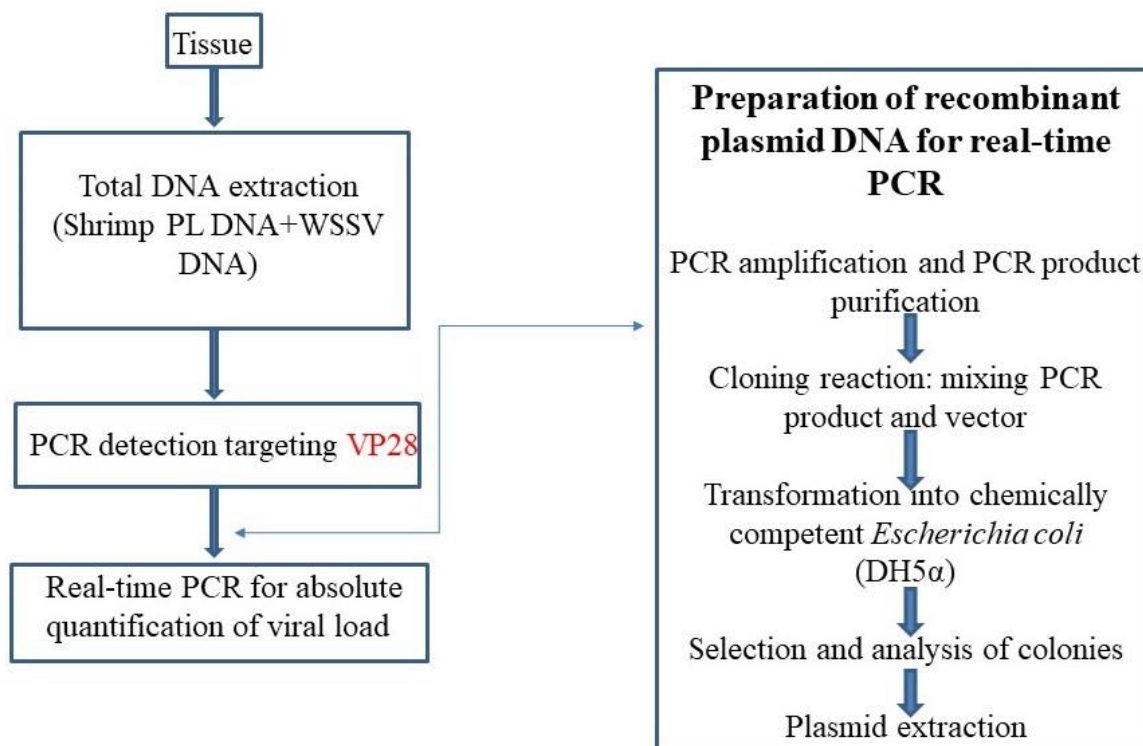 Tissue
Total DNA extraction
(Shrimp PL DNA+WSSV
DNA)
PCR detection targeting VP28
Real-time PCR for absolute
quantification of viral load
Preparation of recombinant
plasmid DNA for real-time
PCR
PCR amplification and PCR product
purification
Cloning reaction: mixing PCR
product and vector
Transformation into chemically
competent Escherichia coli
(DH5α)
Selection and analysis of colonies
Plasmid extraction